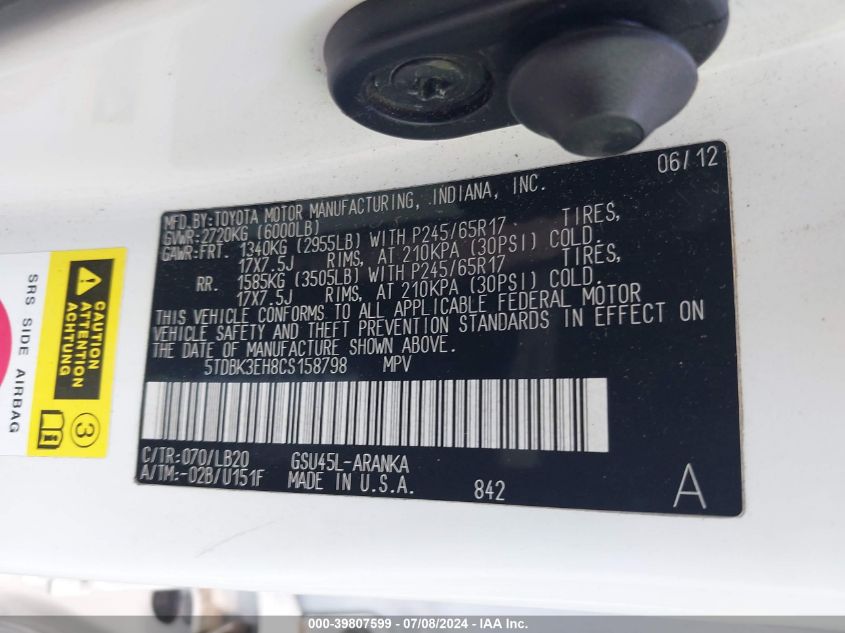 06/12
MFD.BY:TOYOTA MOTOR MANUFACTURING, INDIANA, INC.
GVWR:2720KG (6000LB)
GAWR:FRT. 1340KG (2955LB) WITH P245/65R17 TIRES,
17X7.5J RIMS, AT 210KPA (30PSI) COLD.
RR. 1585KG (3505LB) WITH P245/65R17 TIRES,
17X7.5J RIMS, AT 210KPA (30PSI) COLD.
THIS VEHICLE CONFORMS TO ALL APPLICABLE FEDERAL MOTOR
VEHICLE SAFETY AND THEFT PREVENTION STANDARDS IN EFFECT ON
THE DATE OF MANUFACTURE SHOWN ABOVE.
5TDBK3EH8CS158798 MPV
C/TR:070/LB20 GSU45L-ARANKA
A/TM:-02B/U151F MADE IN U.S.A. 842 A
CAUTION
ATTENTION
ACHTUNG
3
SRS SIDE AIRBAG
000-39807599 - 07/08/2024 - IAA Inc.